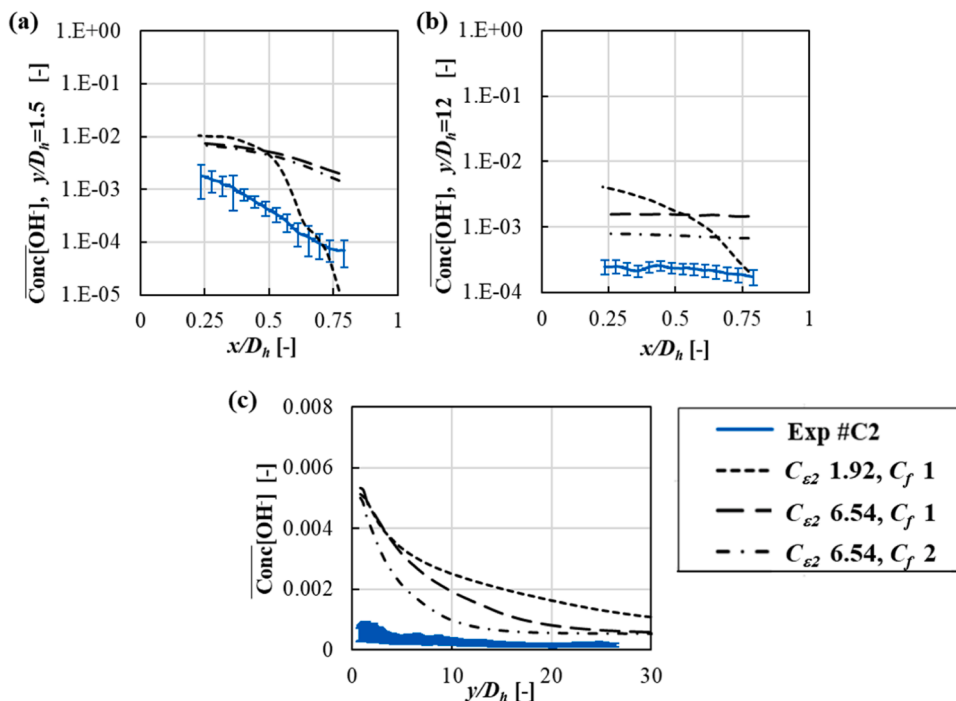 (a)
1.E+00
1.E-01
1.E-02
1.E-03
1.E-04
1.E-05
Conc[OH-], y/Dh=1.5 [-]
0 0.25 0.5 0.75 1
x/Dh [-]
(b)
1.E+00
1.E-01
1.E-02
1.E-03
1.E-04
Conc[OH-], y/Dh=12 [-]
0 0.25 0.5 0.75 1
x/Dh [-]
(c)
0.008
0.006
0.004
0.002
0
Conc[OH-] [-]
0 10 20 30
y/Dh [-]
Exp #C2
Cε2 1.92, Cf 1
Cε2 6.54, Cf 1
Cε2 6.54, Cf 2